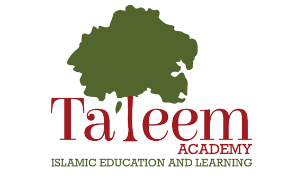 Ta'leem
ACADEMY
ISLAMIC EDUCATION AND LEARNING